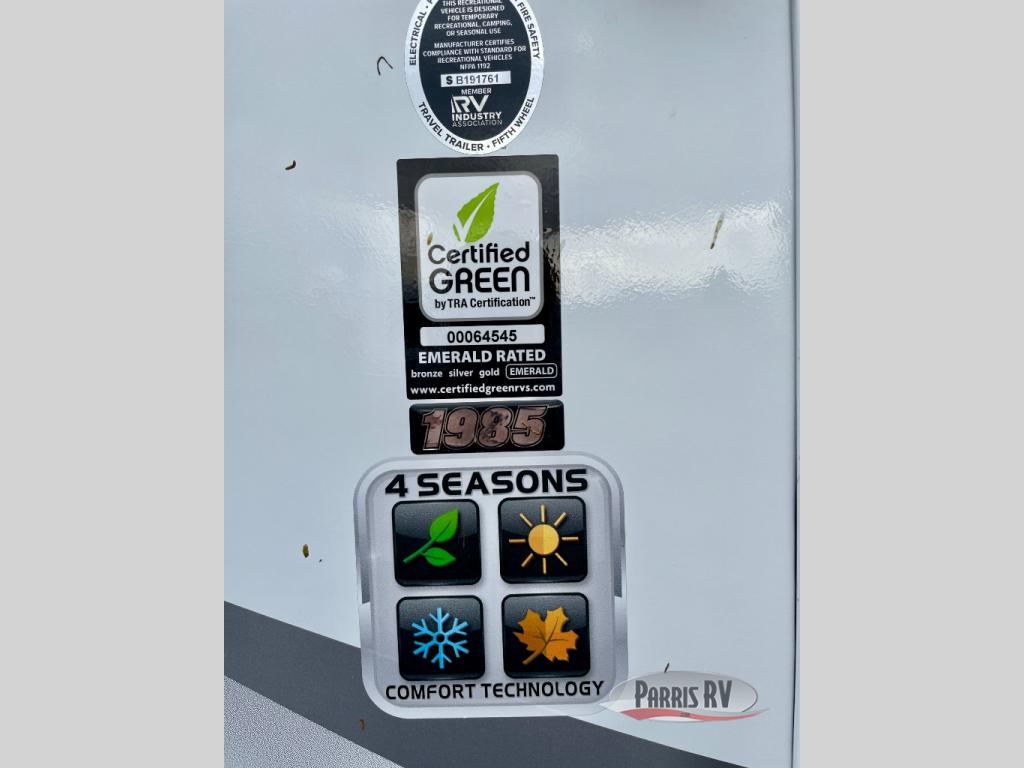 ELECTRICAL •
THIS RECREATIONAL
VEHICLE IS DESIGNED
FOR TEMPORARY
RECREATIONAL, CAMPING,
OR SEASONAL USE
MANUFACTURER CERTIFIES
COMPLIANCE WITH STANDARD FOR
RECREATIONAL VEHICLES
NFPA 1192
FIRE SAFETY
S B191761
MEMBER
RV
INDUSTRY
ASSOCIATION
TRAVEL TRAILER • FIFTH WHEEL
Certified
GREEN
by TRA Certification™
00064545
EMERALD RATED
bronze silver gold EMERALD
www.certifiedgreenrvs.com
1985
4 SEASONS
COMFORT TECHNOLOGY
PARRIS RV